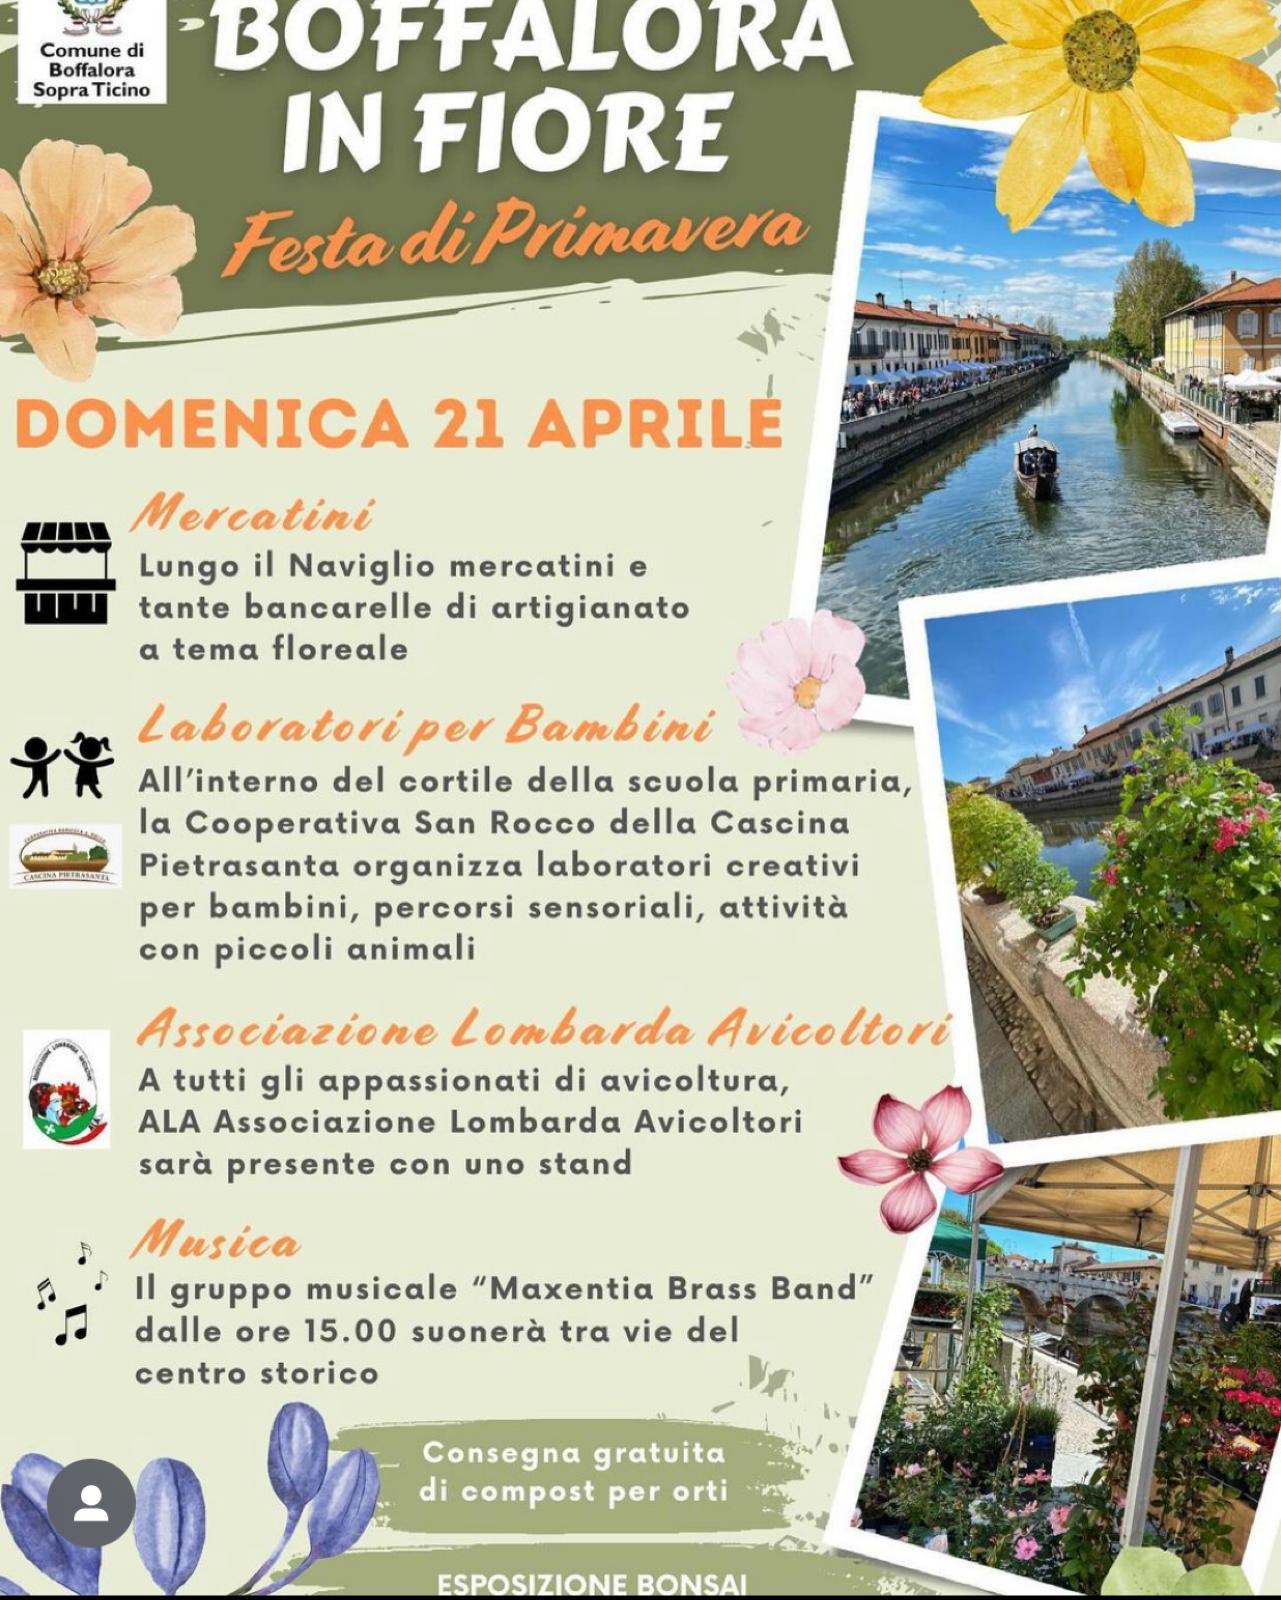 Comune di
Boffalora
Sopra Ticino
BOFFALORA
IN FIORE
Festa di Primavera
DOMENICA 21 APRILE
Mercatini
Lungo il Naviglio mercatini e
tante bancarelle di artigianato
a tema floreale
Laboratori per Bambini
All'interno del cortile della scuola primaria,
la Cooperativa San Rocco della Cascina
Pietrasanta organizza laboratori creativi
per bambini, percorsi sensoriali, attività
con piccoli animali
CASCINA PIETRASANTA
Associazione Lombarda Avicoltori
A tutti gli appassionati di avicoltura,
ALA Associazione Lombarda Avicoltori
sarà presente con uno stand
Musica
Il gruppo musicale “Maxentia Brass Band”
dalle ore 15.00 suonerà tra vie del
centro storico
Consegna gratuita
di compost per orti
ESPOSIZIONE BONSAI